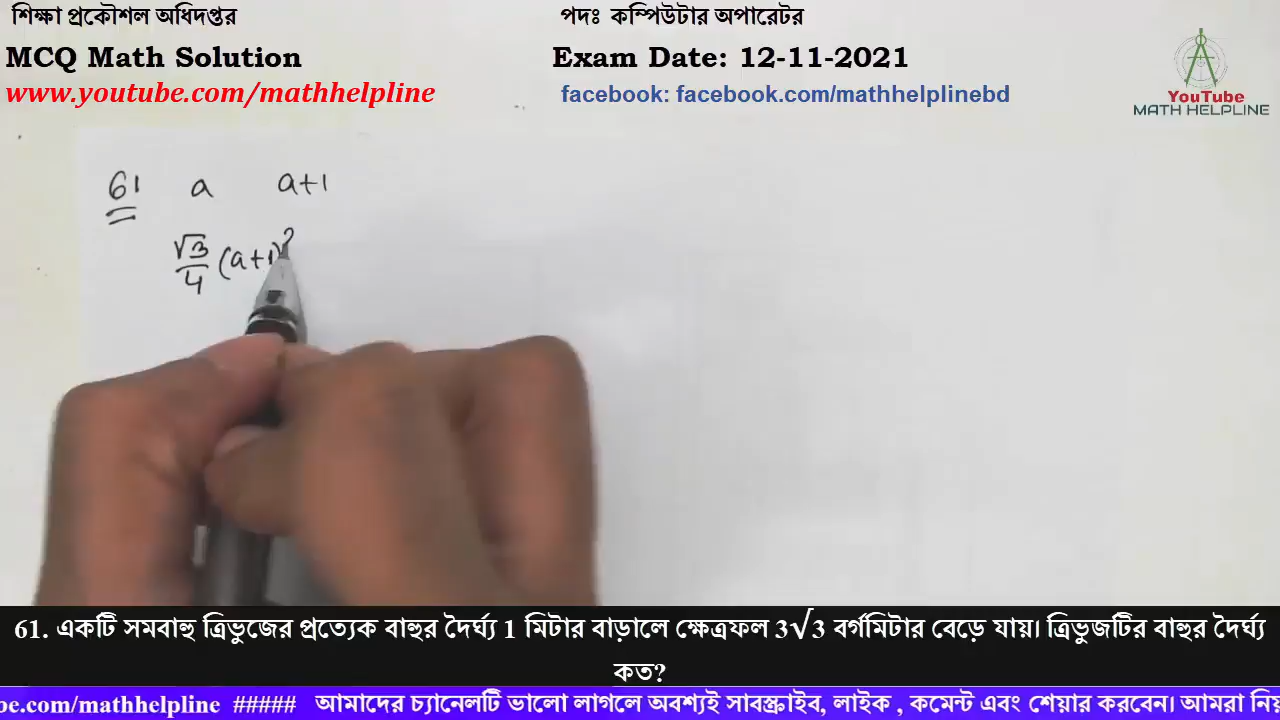 শিক্ষা প্রকৌশল অধিদপ্তর
পদঃ কম্পিউটার অপারেটর
MCQ Math Solution
Exam Date: 12-11-2021
www.youtube.com/mathhelpline
facebook: facebook.com/mathhelplinebd
YouTube
MATH HELPLINE
61 a a+1
√3/4 (a+1)²
61. একটি সমবাহু ত্রিভুজের প্রত্যেক বাহুর দৈর্ঘ্য 1 মিটার বাড়ালে ক্ষেত্রফল 3√3 বর্গমিটার বেড়ে যায়। ত্রিভুজটির বাহুর দৈর্ঘ্য
কত?
be.com/mathhelpline ##### আমাদের চ্যানেলটি ভালো লাগলে অবশ্যই সাবস্ক্রাইব, লাইক , কমেন্ট এবং শেয়ার করবেন। আমরা নিয়